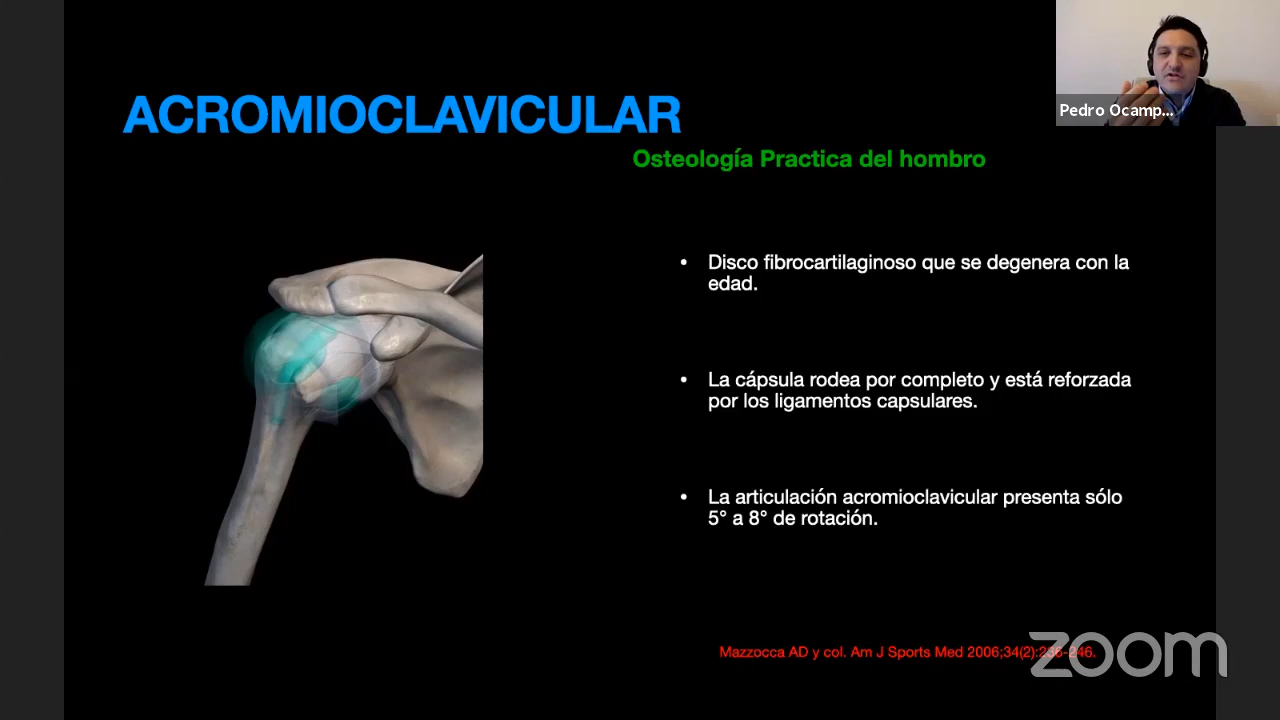 ACROMIOCLAVICULAR
Pedro Ocamp...
Osteología Practica del hombro
• Disco fibrocartilaginoso que se degenera con la
edad.
• La cápsula rodea por completo y está reforzada
por los ligamentos capsulares.
• La articulación acromioclavicular presenta sólo
5° a 8° de rotación.
Mazzocca AD y col. Am J Sports Med 2006;34(2):236-246.
zoom